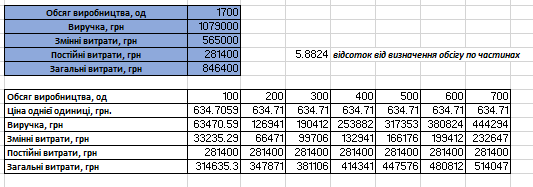 Обсяг виробництва, од 1700
Виручка, грн 1079000
Змінні витрати, грн 565000
Постійні витрати, грн 281400 5.8824 відсоток від визначення обсігу по частинах
Загальні витрати, грн 846400
Обсяг виробництва, од 100 200 300 400 500 600 700
Ціна однієї одиниці, грн. 634.7059 634.71 634.71 634.71 634.71 634.71 634.71
Виручка, грн 63470.59 126941 190412 253882 317353 380824 444294
Змінні витрати, грн 33235.29 66471 99706 132941 166176 199412 232647
Постійні витрати, грн 281400 281400 281400 281400 281400 281400 281400
Загальні витрати, грн 314635.3 347871 381106 414341 447576 480812 514047